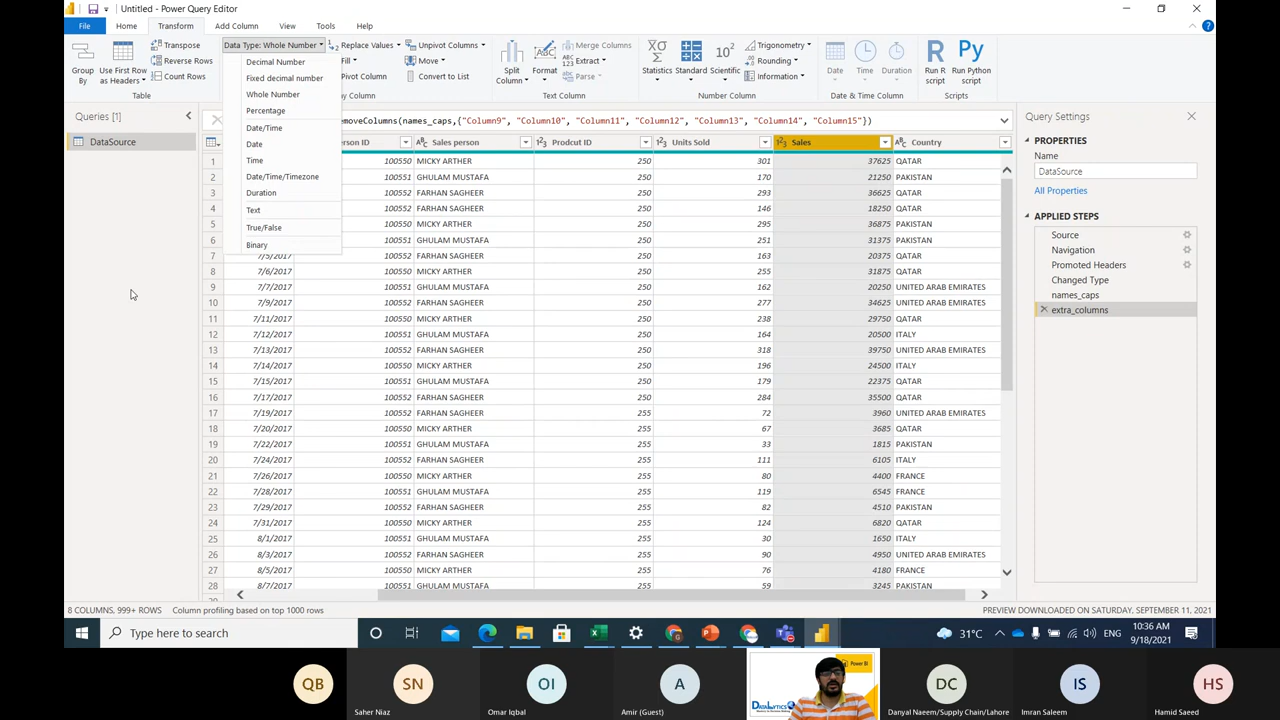 Untitled - Power Query Editor
File Home Transform Add Column View Tools Help
Group By
Use First Row as Headers
Transpose
Reverse Rows
Count Rows
Table
Data Type: Whole Number
Decimal Number
Fixed decimal number
Whole Number
Percentage
Date/Time
Date
Time
Date/Time/Timezone
Duration
Text
True/False
Binary
Replace Values
Fill
Pivot Column
Unpivot Columns
Move
Convert to List
Column
Split Column
Format
Merge Columns
Extract
Parse
Text Column
Statistics
Standard
Scientific
Trigonometry
Rounding
Information
Number Column
Date
Time
Duration
Date & Time Column
Run R script
Run Python script
Scripts
Queries [1]
DataSource
emoveColumns(names_caps,{"Column9", "Column10", "Column11", "Column12", "Column13", "Column14", "Column15"})
erson ID Sales person Prodcut ID Units Sold Sales Country
1 100550 MICKY ARTHER 250 301 37625 QATAR
2 100551 GHULAM MUSTAFA 250 170 21250 PAKISTAN
3 100552 FARHAN SAGHEER 250 293 36625 QATAR
4 100552 FARHAN SAGHEER 250 146 18250 QATAR
5 100550 MICKY ARTHER 250 295 36875 PAKISTAN
6 100551 GHULAM MUSTAFA 250 251 31375 PAKISTAN
7 7/5/2017 100552 FARHAN SAGHEER 250 163 20375 QATAR
8 7/6/2017 100550 MICKY ARTHER 250 255 31875 QATAR
9 7/7/2017 100551 GHULAM MUSTAFA 250 162 20250 UNITED ARAB EMIRATES
10 7/9/2017 100552 FARHAN SAGHEER 250 277 34625 UNITED ARAB EMIRATES
11 7/11/2017 100550 MICKY ARTHER 250 238 29750 QATAR
12 7/12/2017 100551 GHULAM MUSTAFA 250 164 20500 ITALY
13 7/13/2017 100552 FARHAN SAGHEER 250 318 39750 UNITED ARAB EMIRATES
14 7/14/2017 100550 MICKY ARTHER 250 196 24500 ITALY
15 7/15/2017 100551 GHULAM MUSTAFA 250 179 22375 QATAR
16 7/17/2017 100552 FARHAN SAGHEER 250 284 35500 QATAR
17 7/19/2017 100552 FARHAN SAGHEER 255 72 3960 UNITED ARAB EMIRATES
18 7/20/2017 100550 MICKY ARTHER 255 67 3685 QATAR
19 7/22/2017 100551 GHULAM MUSTAFA 255 33 1815 PAKISTAN
20 7/22/2017 100552 FARHAN SAGHEER 255 111 6105 ITALY
21 7/26/2017 100550 MICKY ARTHER 255 80 4400 FRANCE
22 7/28/2017 100551 GHULAM MUSTAFA 255 119 6545 FRANCE
23 7/29/2017 100552 FARHAN SAGHEER 255 82 4510 PAKISTAN
24 7/31/2017 100550 MICKY ARTHER 255 124 6820 QATAR
25 8/1/2017 100551 GHULAM MUSTAFA 255 30 1650 ITALY
26 8/3/2017 100552 FARHAN SAGHEER 255 90 4950 UNITED ARAB EMIRATES
27 8/5/2017 100550 MICKY ARTHER 255 76 4180 FRANCE
28 8/7/2017 100551 GHULAM MUSTAFA 255 59 3245 PAKISTAN
Query Settings
PROPERTIES
Name
DataSource
All Properties
APPLIED STEPS
Source
Navigation
Promoted Headers
Changed Type
names_caps
extra_columns
8 COLUMNS, 999+ ROWS Column profiling based on top 1000 rows
PREVIEW DOWNLOADED ON SATURDAY, SEPTEMBER 11, 2021
Type here to search
31°C
ENG
10:36 AM
9/18/2021
QB SN OI A DC IS HS
Power BI
Saher Niaz Omar Iqbal Amir (Guest) Danyal Naeem/Supply Chain/Lahore Imran Saleem Hamid Saeed